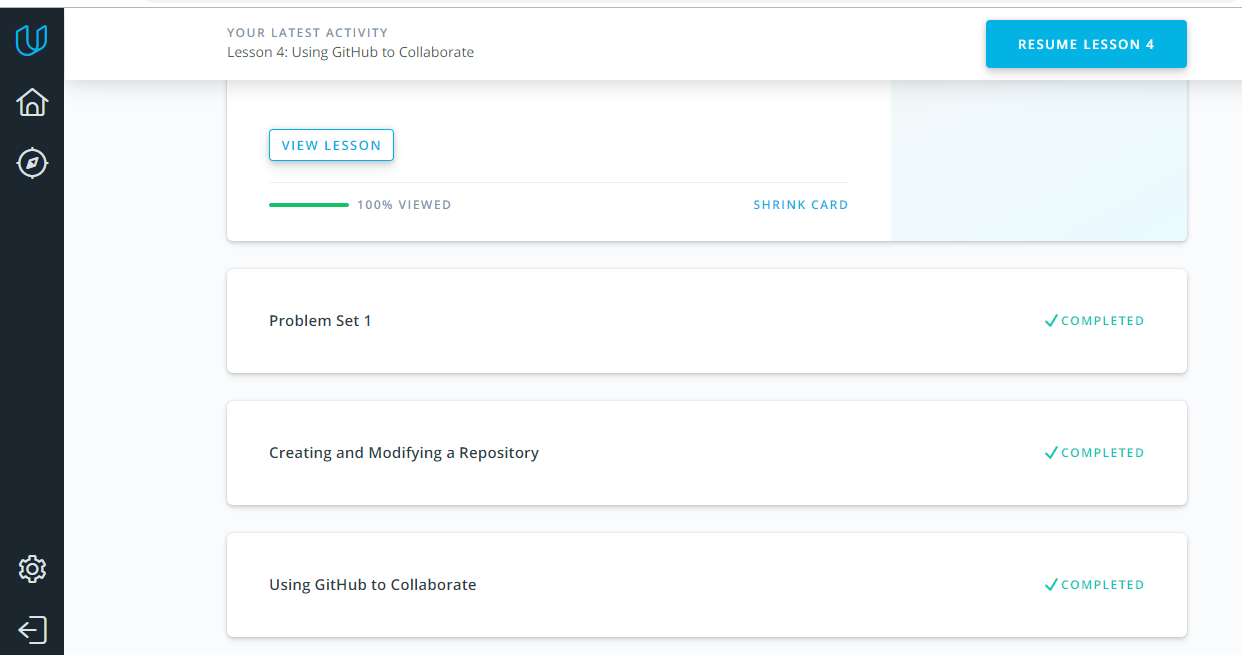 YOUR LATEST ACTIVITY
Lesson 4: Using GitHub to Collaborate
RESUME LESSON 4
VIEW LESSON
100% VIEWED
SHRINK CARD
Problem Set 1
COMPLETED
Creating and Modifying a Repository
COMPLETED
Using GitHub to Collaborate
COMPLETED